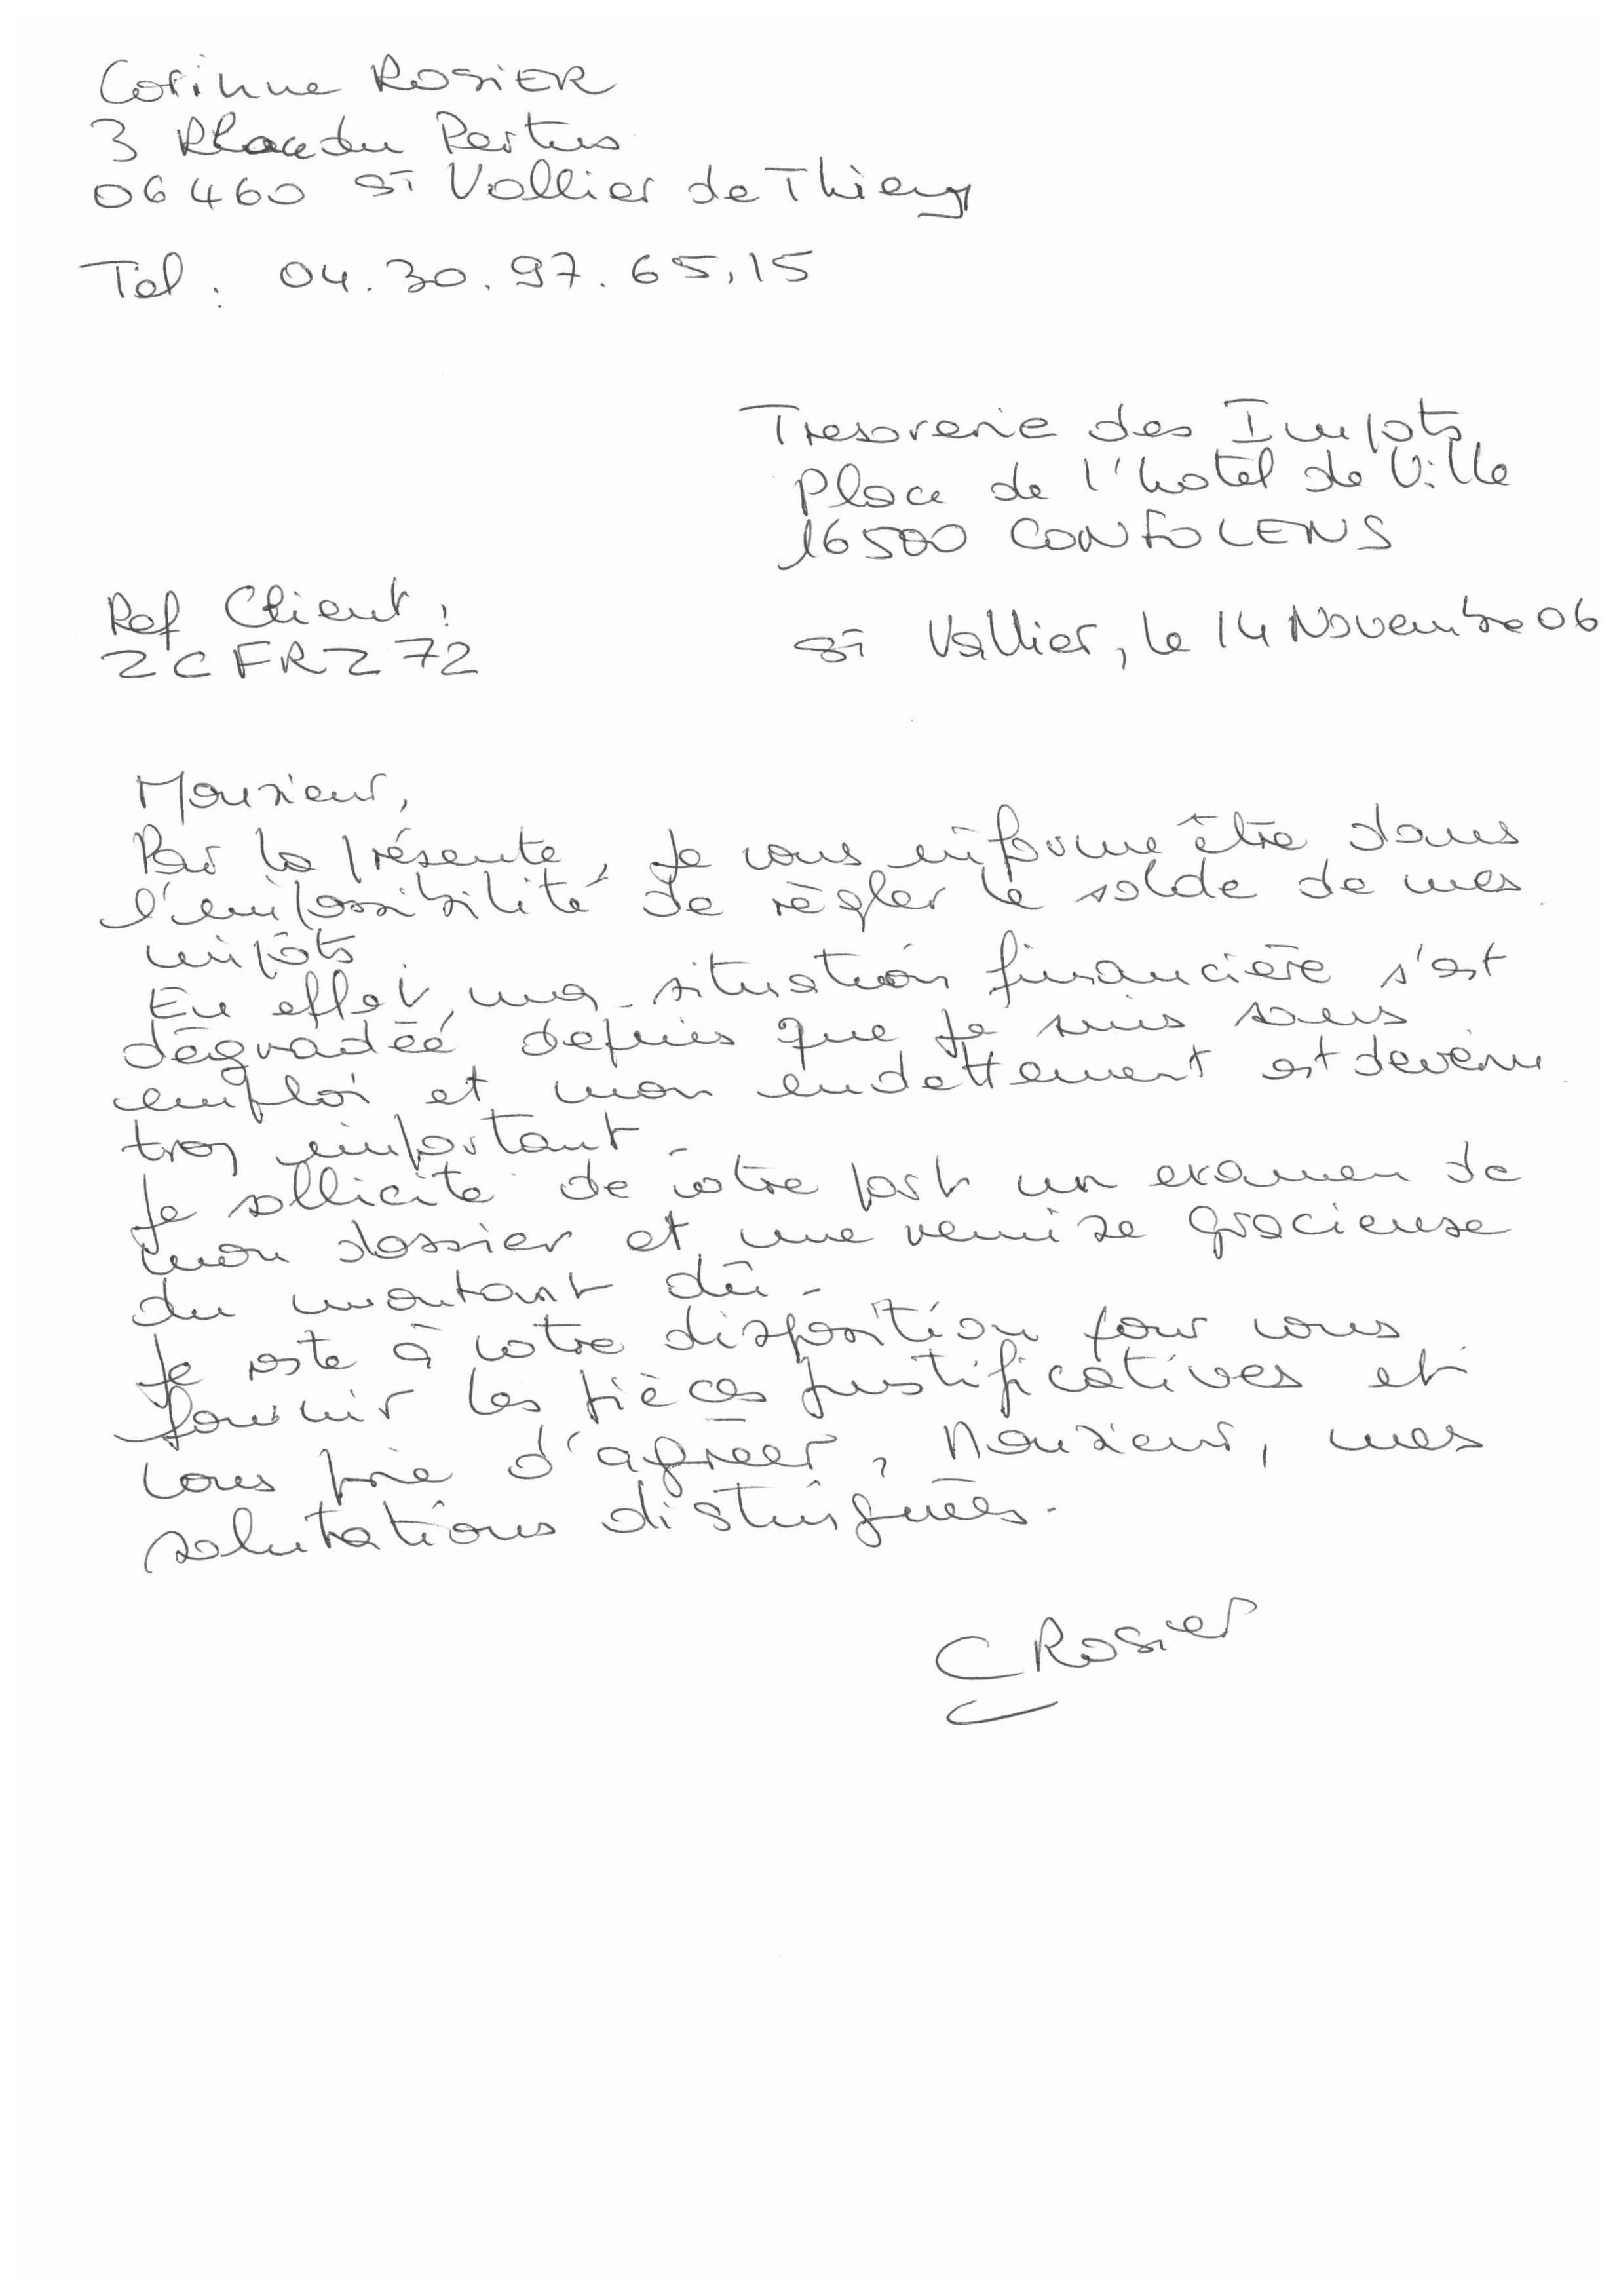 Corinne ROSIER
3 Place du Pertus
06460 St Vallier de Thiey
Tel : 04.30.97.65.15
Tresorerie des Impots
Place de l'hotel de Ville
16500 CONFOLENS
Ref Client :
ZCFRZ72
St Vallier, le 14 Novembre 06
Monsieur,
Par la présente, je vous informe être dans
l'impossibilité de règler le solde de mes
impôts.
En effet, ma situation financière s'est
dégradée depuis que je suis sans
emploi et mon endettement est devenu
trop important.
Je sollicite de votre part un examen de
mon dossier et une remise gracieuse
du montant dû.
Je reste à votre disposition pour vous
fournir les pièces justificatives et
vous prie d'agréer, Monsieur, mes
salutations distinguées.
C Rosier